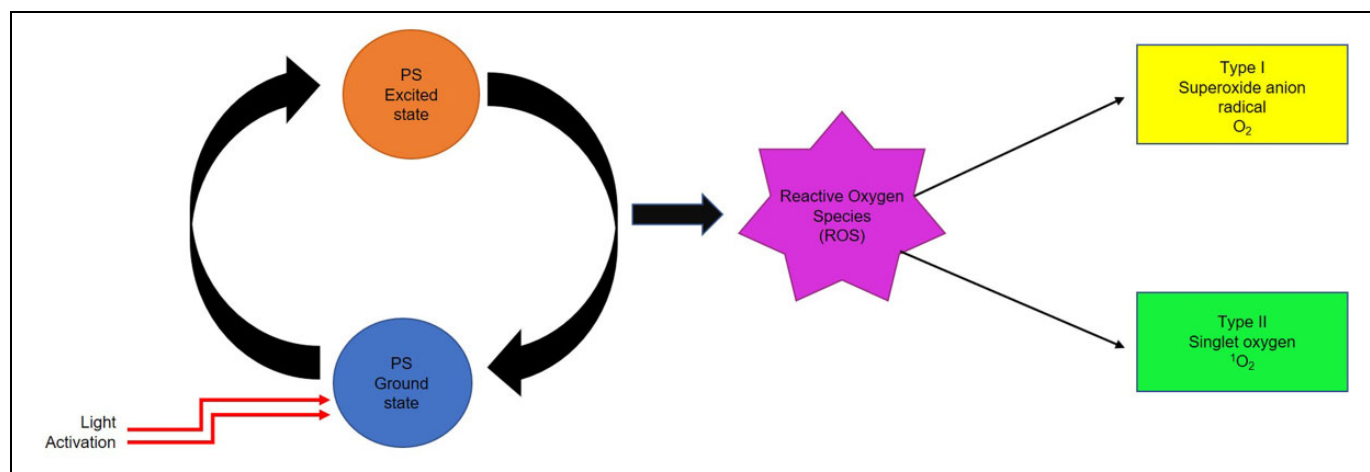 PS
Excited
state
PS
Ground
state
Light
Activation
Reactive Oxygen
Species
(ROS)
Type I
Superoxide anion
radical
O₂
Type II
Singlet oxygen
¹O₂